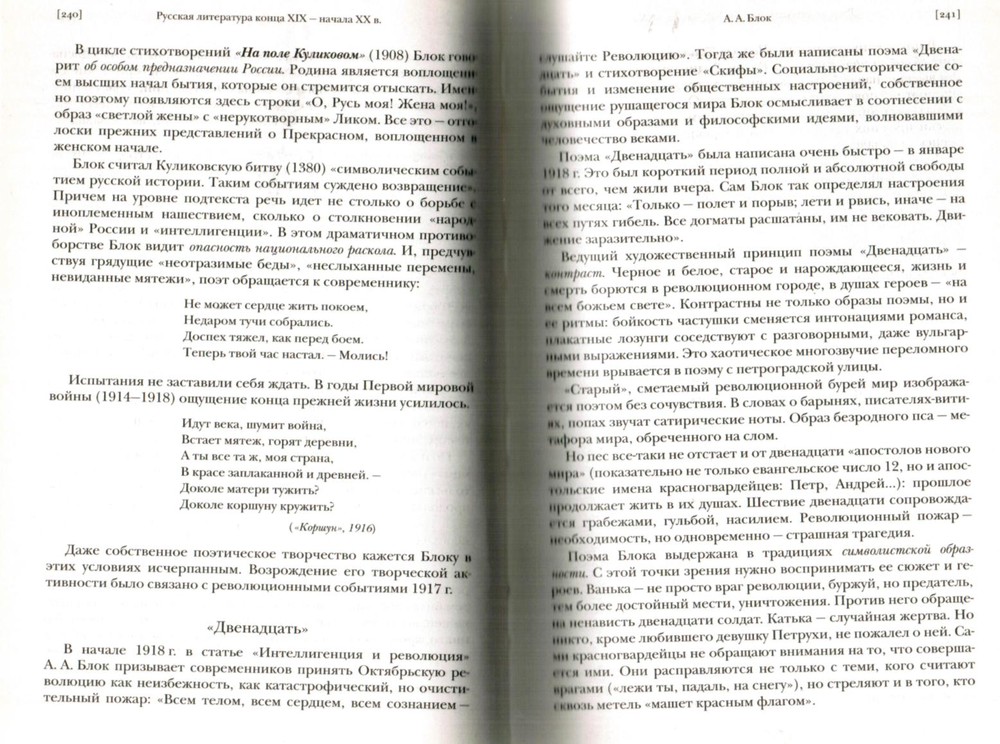 [240]
Русская литература конца XIX – начала XX в.
В цикле стихотворений «На поле Куликовом» (1908) Блок гово-
рит об особом предназначении России. Родина является воплощени-
ем высших начал бытия, которые он стремится отыскать. Имен-
но поэтому появляются здесь строки «О, Русь моя! Жена моя!»,
образ «светлой жены» с «нерукотворным» Ликом. Все это – отго-
лоски прежних представлений о Прекрасном, воплощенном в
женском начале.
Блок считал Куликовскую битву (1380) «символическим собы-
тием русской истории. Таким событиям суждено возвращение».
Причем на уровне подтекста речь идет не столько о борьбе с
иноплеменным нашествием, сколько о столкновении «народ-
ной» России и «интеллигенции». В этом драматичном противо-
борстве Блок видит опасность национального раскола. И, предчув-
ствуя грядущие «неотразимые беды», «неслыханные перемены,
невиданные мятежи», поэт обращается к современнику:
Не может сердце жить покоем,
Недаром тучи собрались.
Доспех тяжел, как перед боем.
Теперь твой час настал. – Молись!
Испытания не заставили себя ждать. В годы Первой мировой
войны (1914–1918) ощущение конца прежней жизни усилилось.
Идут века, шумит война,
Встает мятеж, горят деревни,
А ты все та ж, моя страна,
В красе заплаканной и древней. –
Доколе матери тужить?
Доколе коршуну кружить?
(«Коршун», 1916)
Даже собственное поэтическое творчество кажется Блоку в
этих условиях исчерпанным. Возрождение его творческой ак-
тивности было связано с революционными событиями 1917 г.
«Двенадцать»
В начале 1918 г. в статье «Интеллигенция и революция»
А. А. Блок призывает современников принять Октябрьскую ре-
волюцию как неизбежность, как катастрофический, но очисти-
тельный пожар: «Всем телом, всем сердцем, всем сознанием –
А. А. Блок
[241]
слушайте Революцию». Тогда же были написаны поэма «Двена-
дцать» и стихотворение «Скифы». Социально-исторические со-
бытия и изменение общественных настроений, собственное
ощущение рушащегося мира Блок осмысливает в соотнесении с
духовными образами и философскими идеями, волновавшими
человечество веками.
Поэма «Двенадцать» была написана очень быстро – в январе
1918 г. Это был короткий период полной и абсолютной свободы
от всего, чем жили вчера. Сам Блок так определял настроения
того месяца: «Только – полет и порыв; лети и рвись, иначе – на
всех путях гибель. Все догматы расшатаны, им не вековать. Дви-
жение заразительно».
Ведущий художественный принцип поэмы «Двенадцать» –
контраст. Черное и белое, старое и нарождающееся, жизнь и
смерть борются в революционном городе, в душах героев – «на
всем божьем свете». Контрастны не только образы поэмы, но и
ее ритмы: бойкость частушки сменяется интонациями романса,
плакатные лозунги соседствуют с разговорными, даже вульгар-
ными выражениями. Это хаотическое многозвучие переломного
времени врывается в поэму с петроградской улицы.
«Старый», сметаемый революционной бурей мир изобража-
ется поэтом без сочувствия. В словах о барынях, писателях-вити-
ях, попах звучат сатирические ноты. Образ безродного пса – ме-
тафора мира, обреченного на слом.
Но пес все-таки не отстает и от двенадцати «апостолов нового
мира» (показательно не только евангельское число 12, но и апос-
тольские имена красногвардейцев: Петр, Андрей...): прошлое
продолжает жить в их душах. Шествие двенадцати сопровожда-
ется грабежами, гульбой, насилием. Революционный пожар –
необходимость, но одновременно – страшная трагедия.
Поэма Блока выдержана в традициях символистской образ-
ности. С этой точки зрения нужно воспринимать ее сюжет и ге-
роев. Ванька – не просто враг революции, буржуй, но предатель,
тем более достойный мести, уничтожения. Против него обраще-
на ненависть двенадцати солдат. Катька – случайная жертва. Но
никто, кроме любившего девушку Петрухи, не пожалел о ней. Са-
ми красногвардейцы не обращают внимания на то, что соверша-
ется ими. Они расправляются не только с теми, кого считают
врагами («лежи ты, падаль, на снегу»), но стреляют и в того, кто
сквозь метель «машет красным флагом».